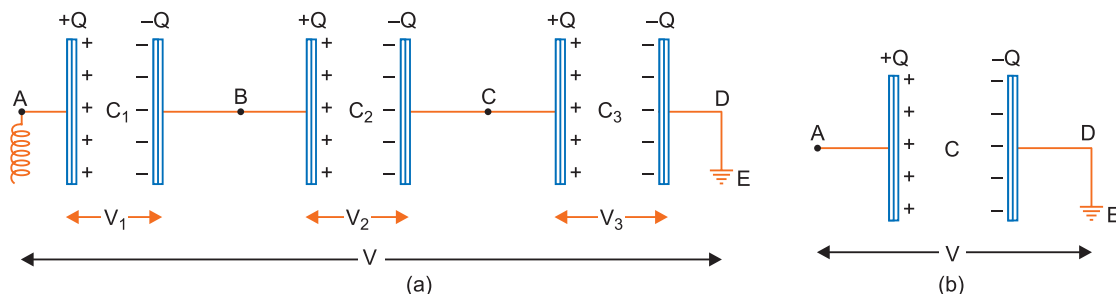 +Q –Q +Q –Q +Q –Q
A C1 B C2 C C3 D
E
V1 V2 V3
V
(a)
+Q –Q
A C D
E
V
(b)